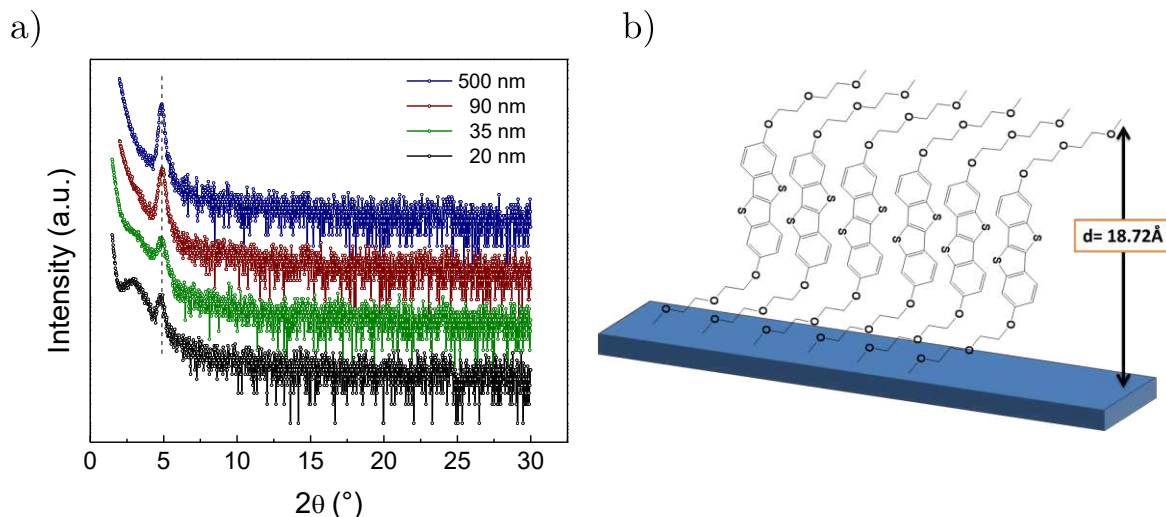 a)
b)
500 nm
90 nm
35 nm
20 nm
Intensity (a.u.)
0 5 10 15 20 25 30
2θ (°)
O O O O O O
O O O O O O
O O O O O O
S S S S S S
S S S S S S
O O O O O O
O O O O O O
d= 18.72Å